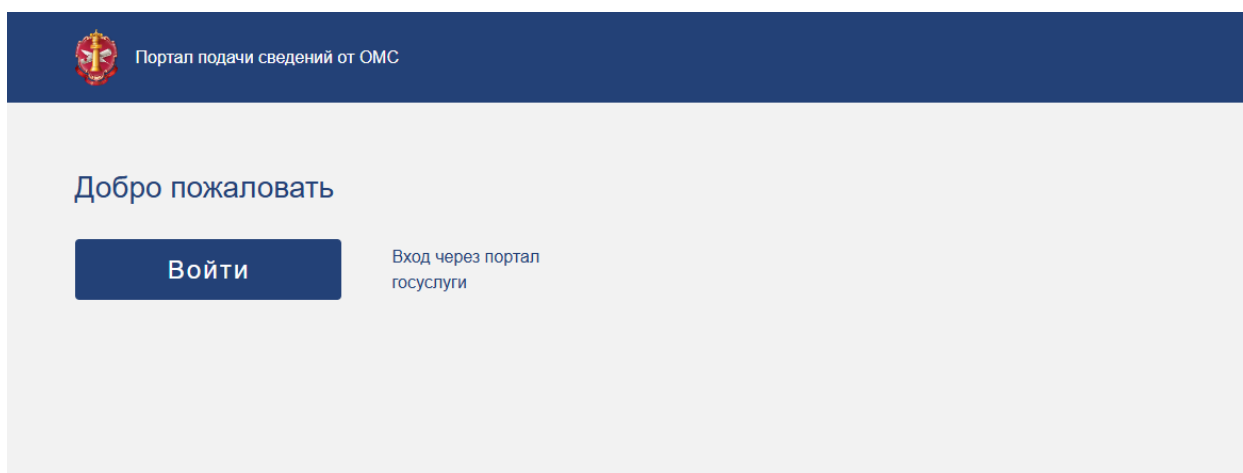 Портал подачи сведений от ОМС
Добро пожаловать
Войти
Вход через портал
госуслуги